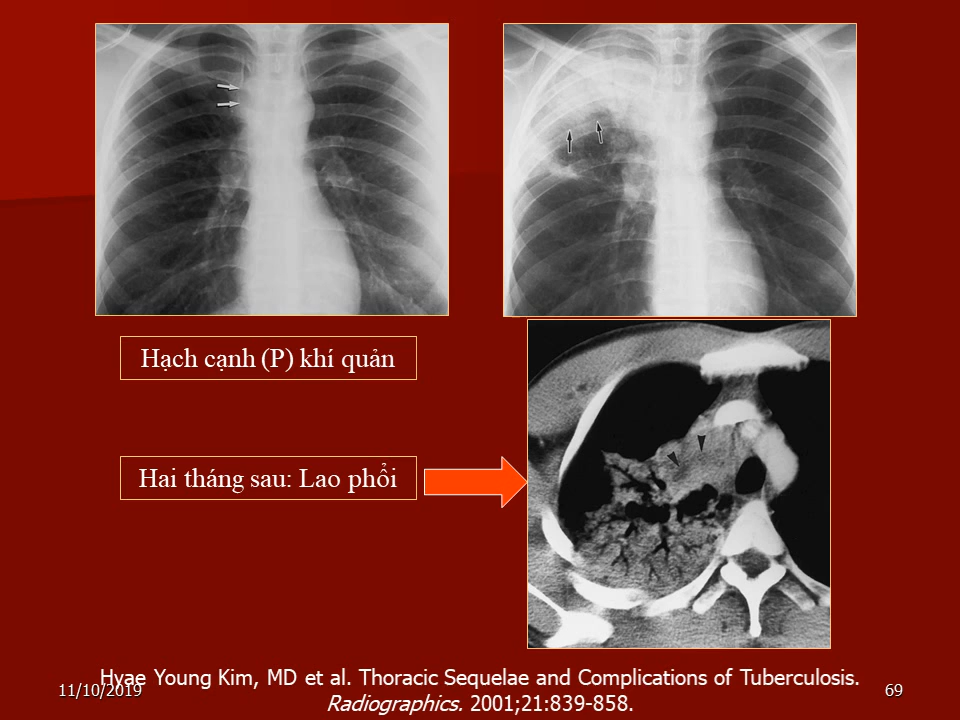 Hạch cạnh (P) khí quản
Hai tháng sau: Lao phổi
Hyae Young Kim, MD et al. Thoracic Sequelae and Complications of Tuberculosis.
Radiographics. 2001;21:839-858.
11/10/2019
69